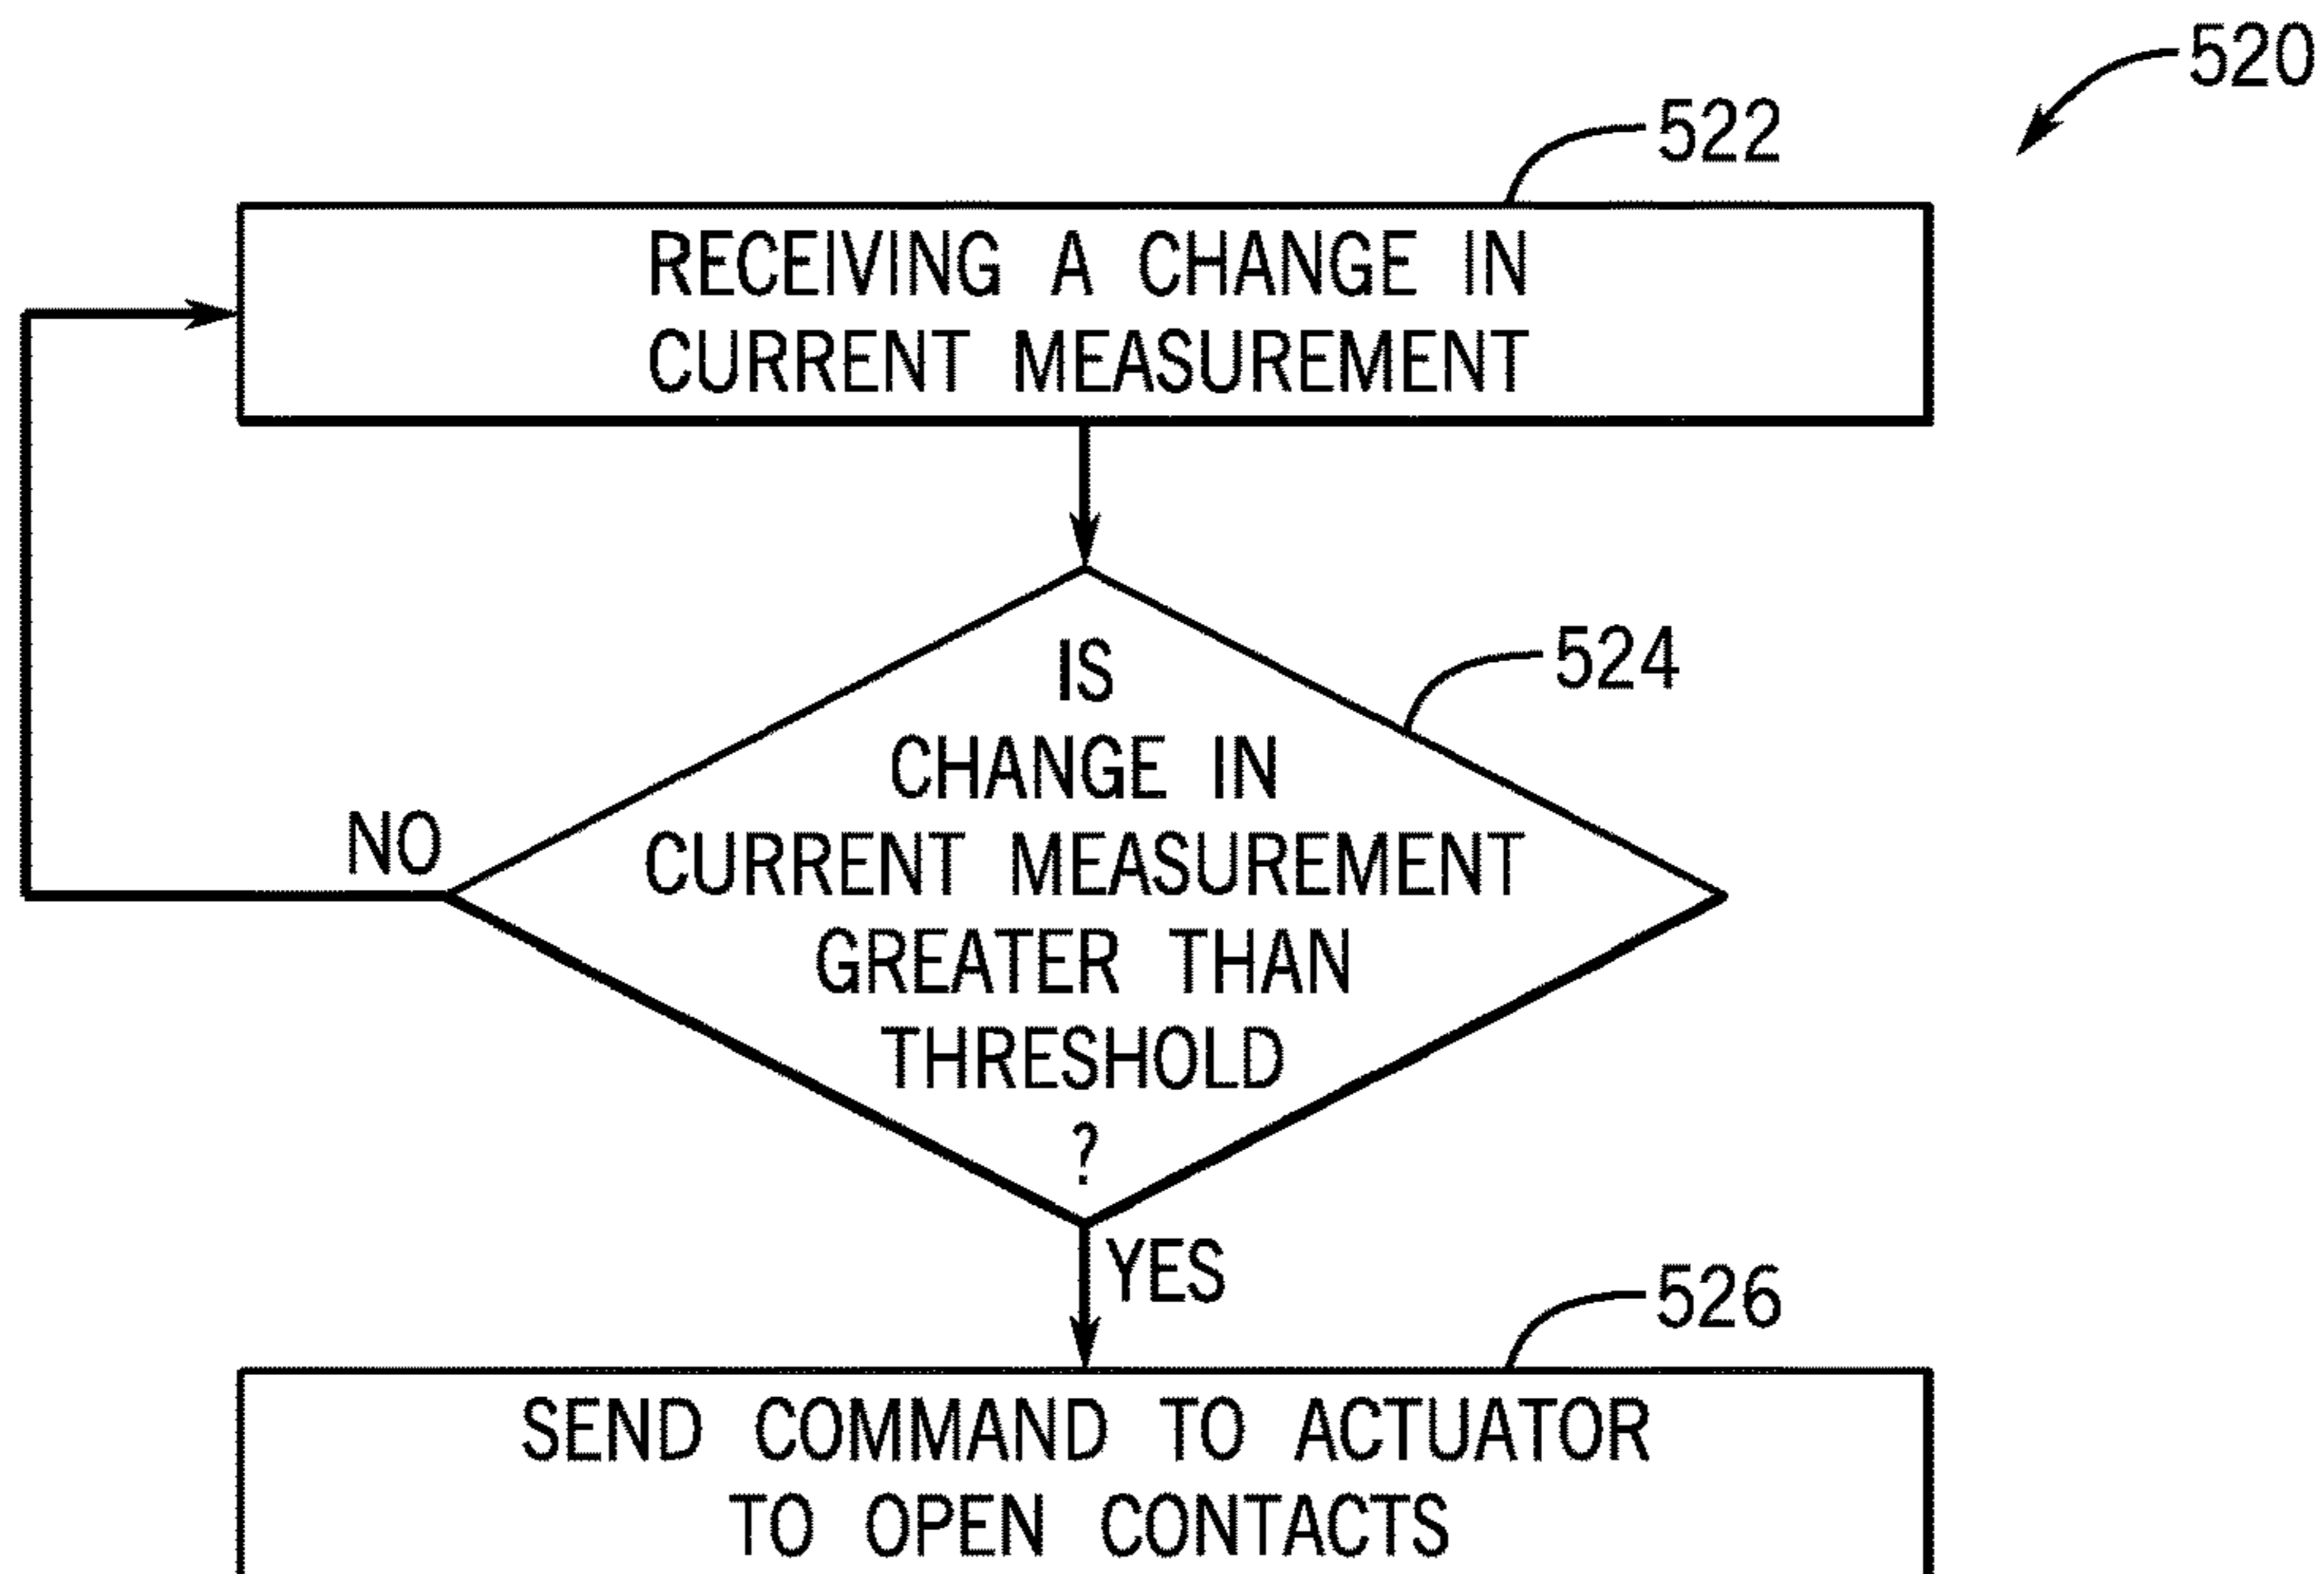 520
522
RECEIVING A CHANGE IN
CURRENT MEASUREMENT
524
IS
CHANGE IN
CURRENT MEASUREMENT
GREATER THAN
THRESHOLD
?
NO
YES
526
SEND COMMAND TO ACTUATOR
TO OPEN CONTACTS